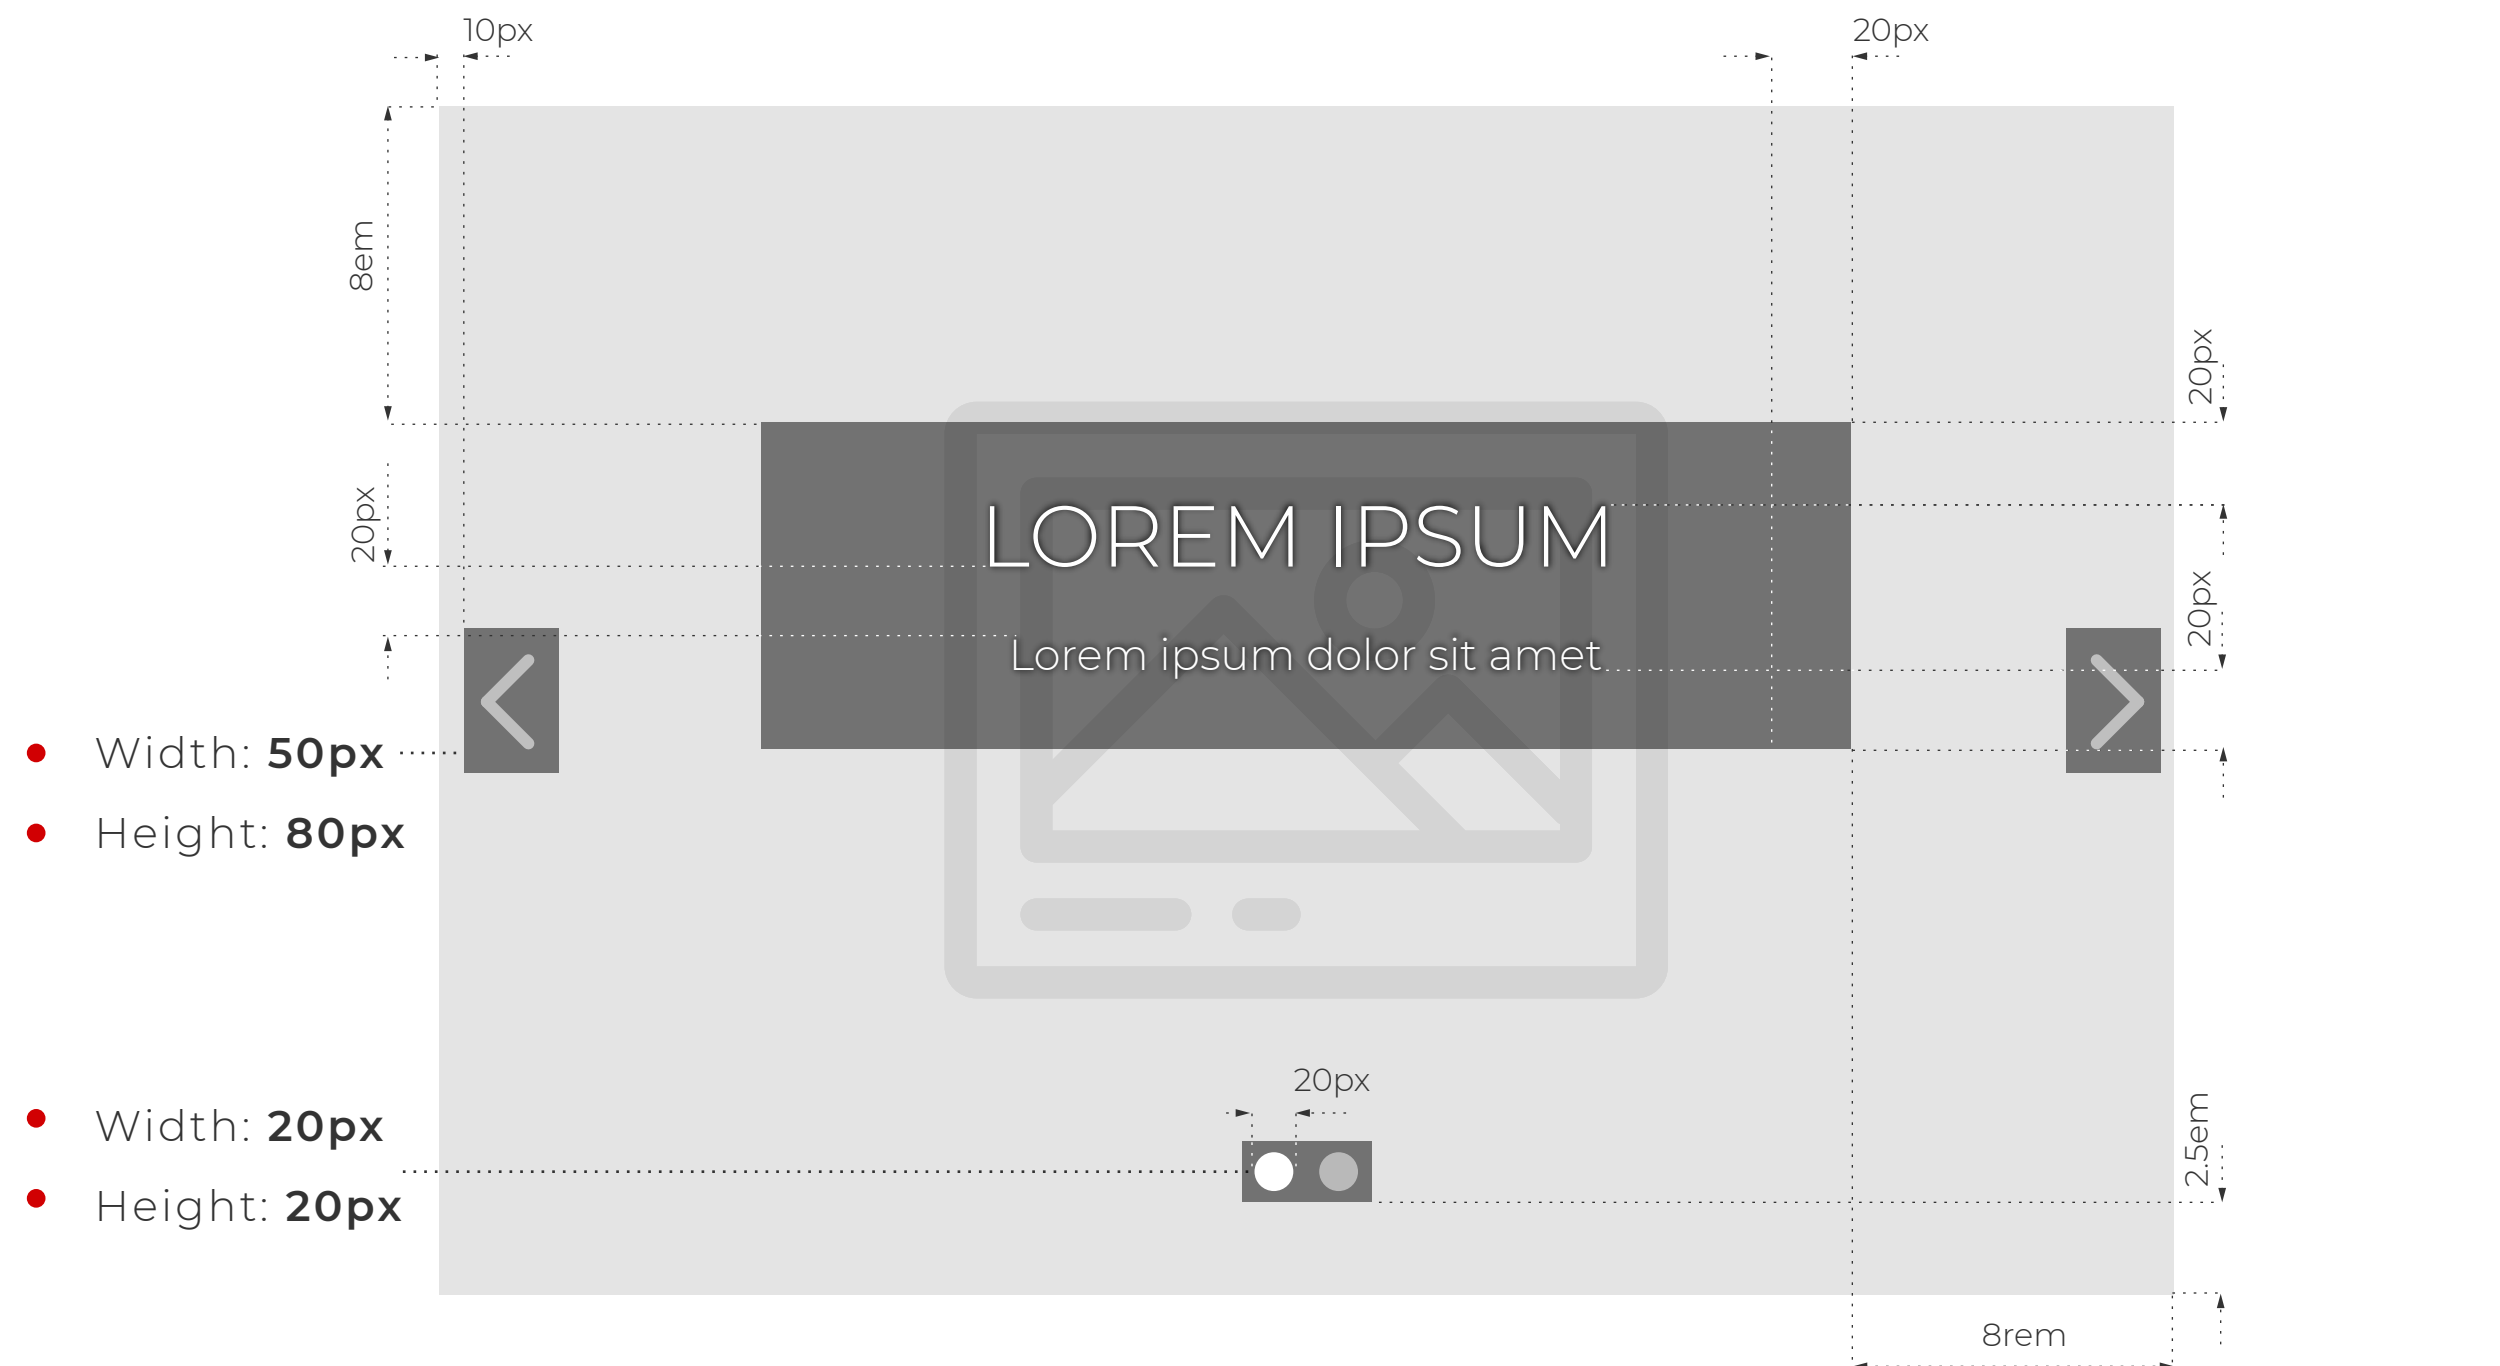 10px
20px
8em
20px
20px
LOREM IPSUM
20px
Lorem ipsum dolor sit amet
Width: 50px
Height: 80px
20px
Width: 20px
2.5em
Height: 20px
8rem